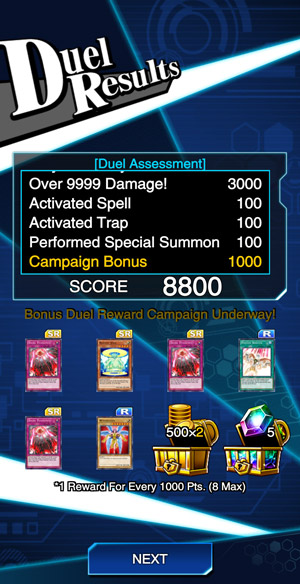 Duel
Results
[Duel Assessment]
Over 9999 Damage! 3000
Activated Spell 100
Activated Trap 100
Performed Special Summon 100
Campaign Bonus 1000
SCORE 8800
Bonus Duel Reward Campaign Underway!
SR SR SR R
SR R
500×2 5
*1 Reward For Every 1000 Pts. (8 Max)
NEXT